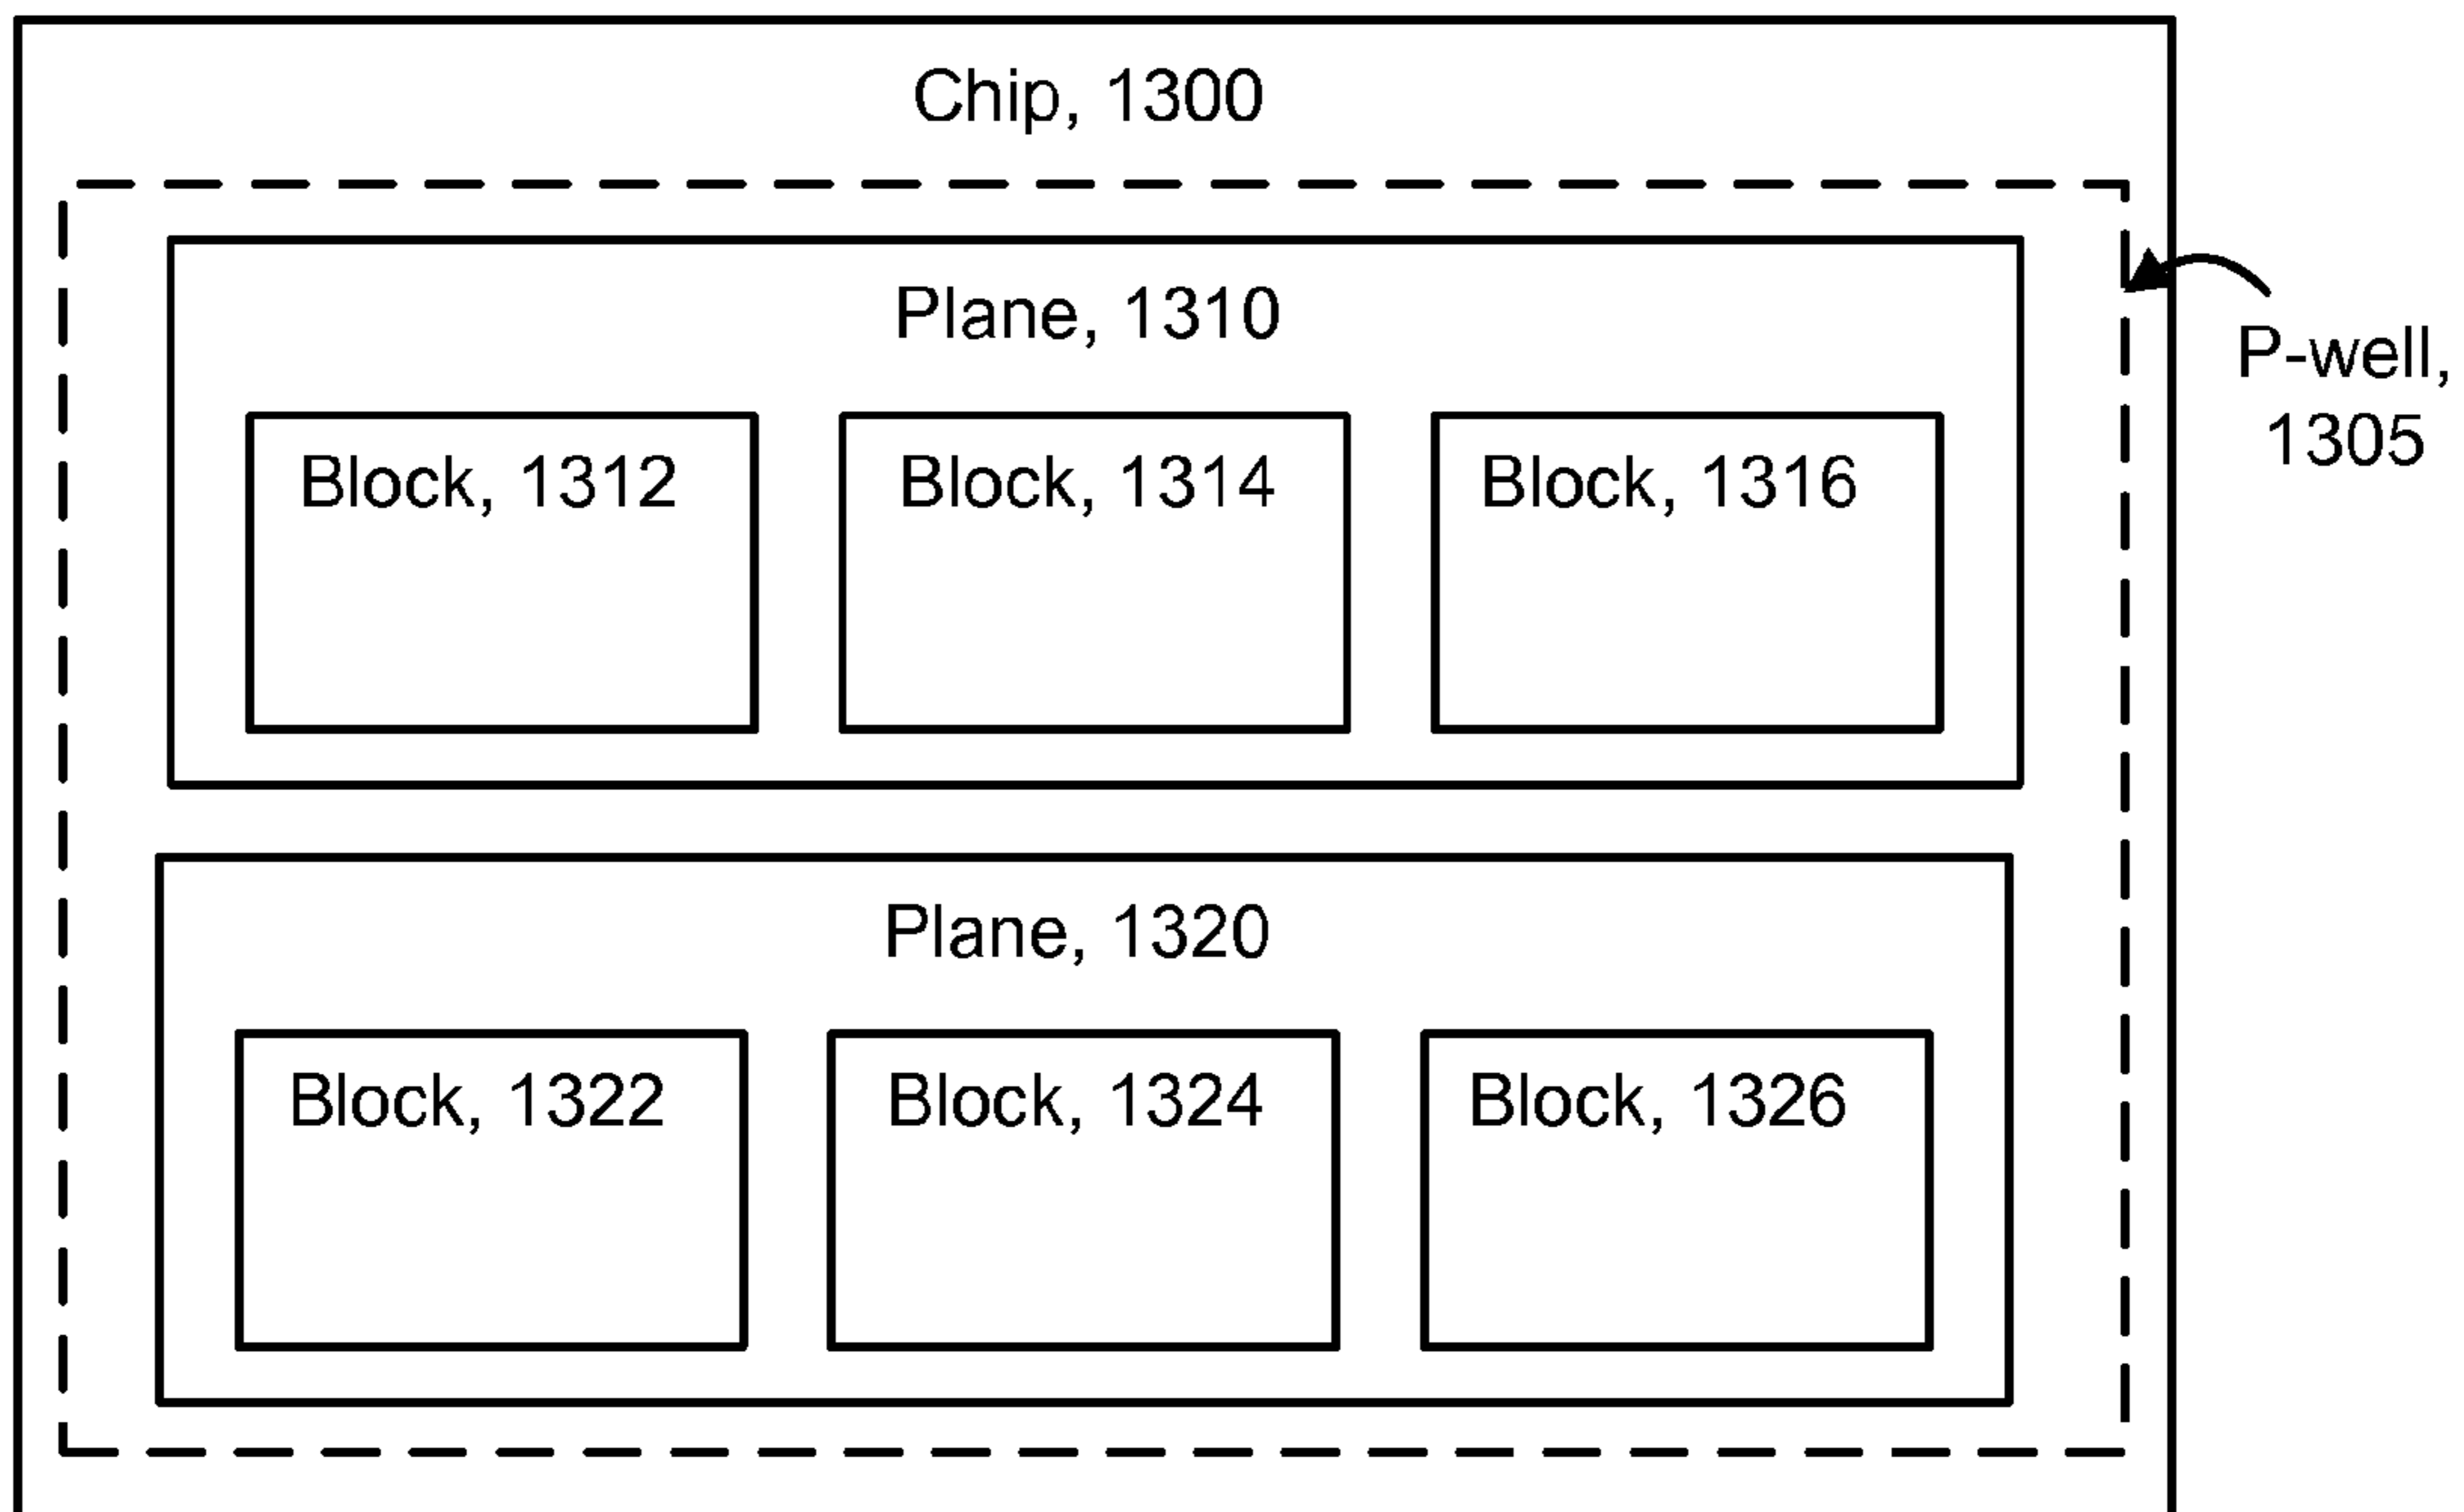 Chip, 1300
Plane, 1310
P-well,
1305
Block, 1312
Block, 1314
Block, 1316
Plane, 1320
Block, 1322
Block, 1324
Block, 1326